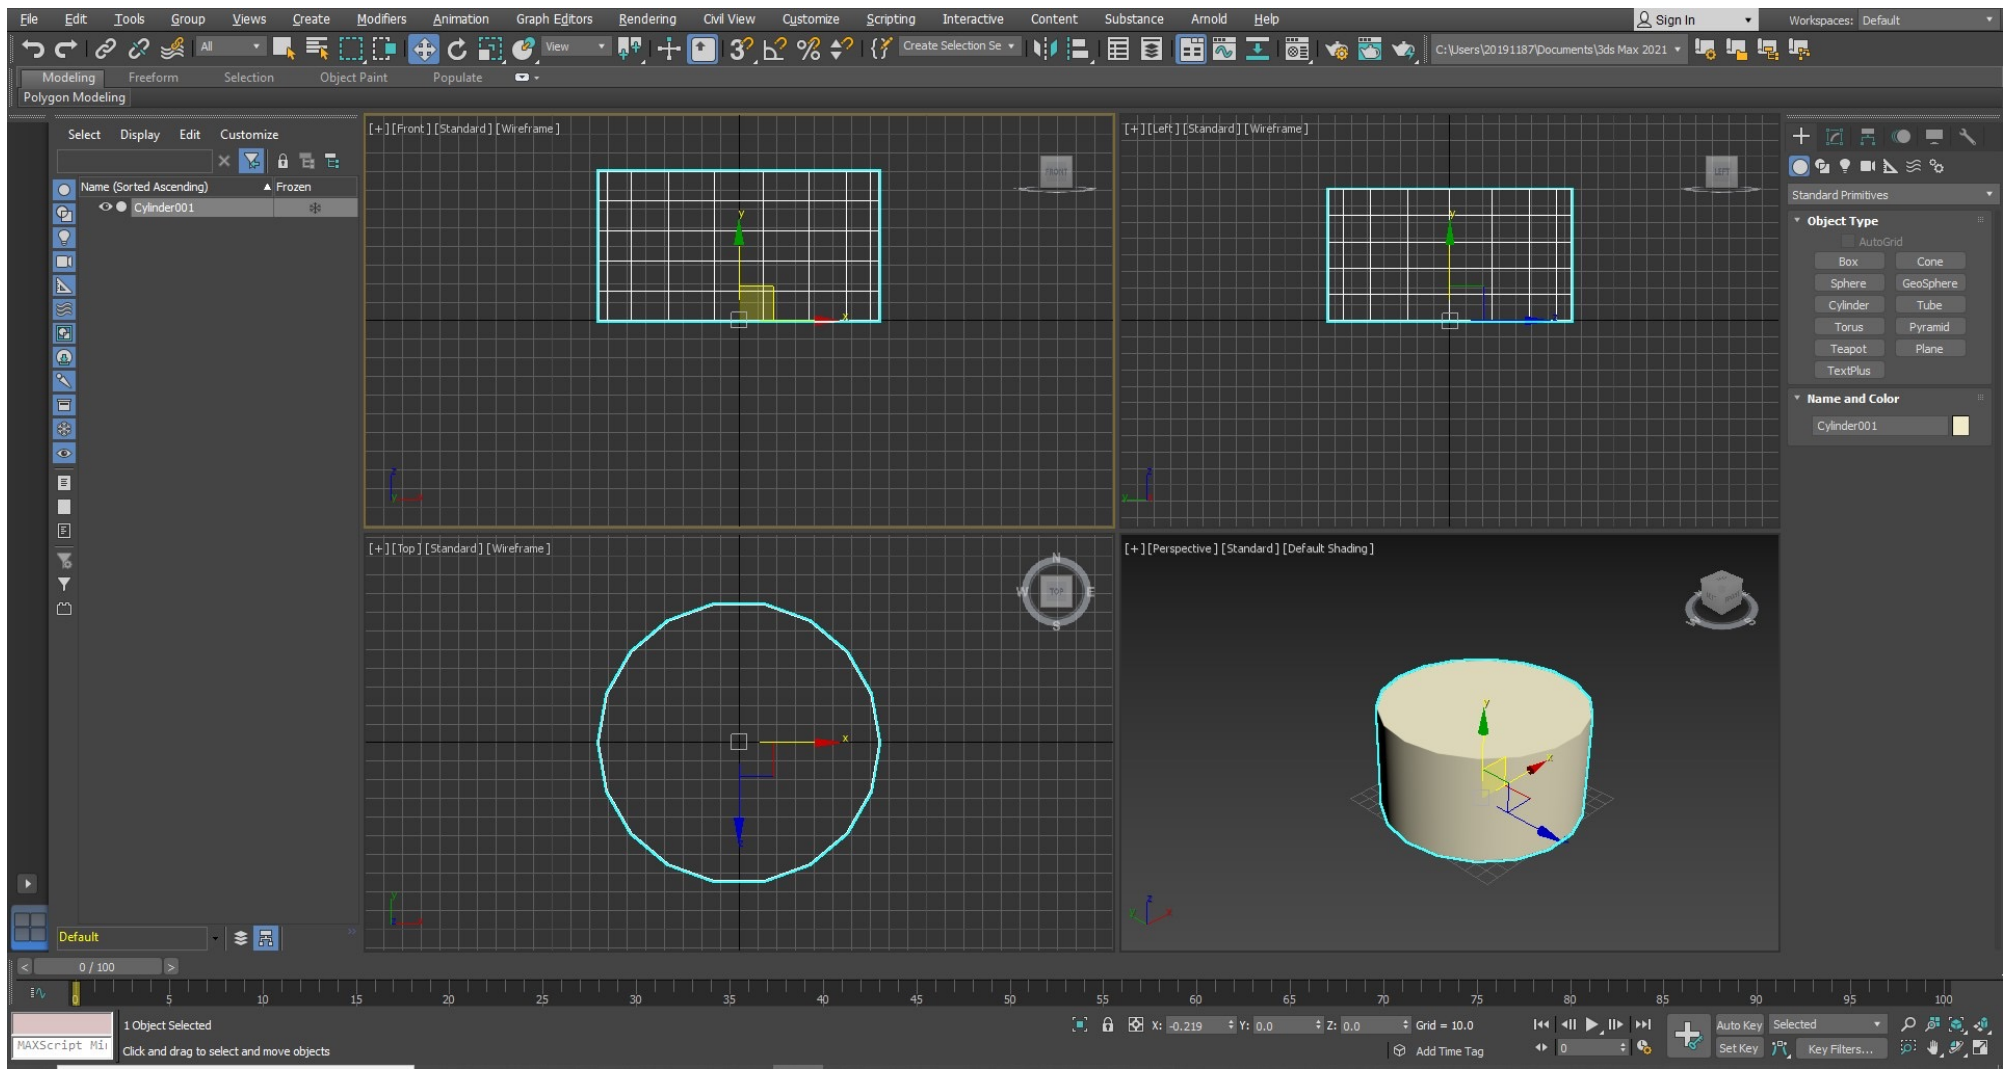 File Edit Tools Group Views Create Modifiers Animation Graph Editors Rendering Civil View Customize Scripting Interactive Content Substance Arnold Help Sign In Workspaces: Default
All View Create Selection Se C:\Users\20191187\Documents\3ds Max 2021
Modeling Freeform Selection Object Paint Populate
Polygon Modeling
Select Display Edit Customize
Name (Sorted Ascending) Frozen
Cylinder001
[+] [Front] [Standard] [Wireframe]
FRONT
y
x
z
y
[+] [Left] [Standard] [Wireframe]
LEFT
y
x
z
y
[+] [Top] [Standard] [Wireframe]
N
W TOP E
S
x
z
y
z
[+] [Perspective] [Standard] [Default Shading]
y
x
z
y x
Standard Primitives
Object Type
AutoGrid
Box Cone
Sphere GeoSphere
Cylinder Tube
Torus Pyramid
Teapot Plane
TextPlus
Name and Color
Cylinder001
Default
< 0 / 100 >
0 5 10 15 20 25 30 35 40 45 50 55 60 65 70 75 80 85 90 95 100
1 Object Selected X: -0.219 Y: 0.0 Z: 0.0 Grid = 10.0 Auto Key Selected
MAXScript Mi Click and drag to select and move objects Add Time Tag 0 Set Key Key Filters...